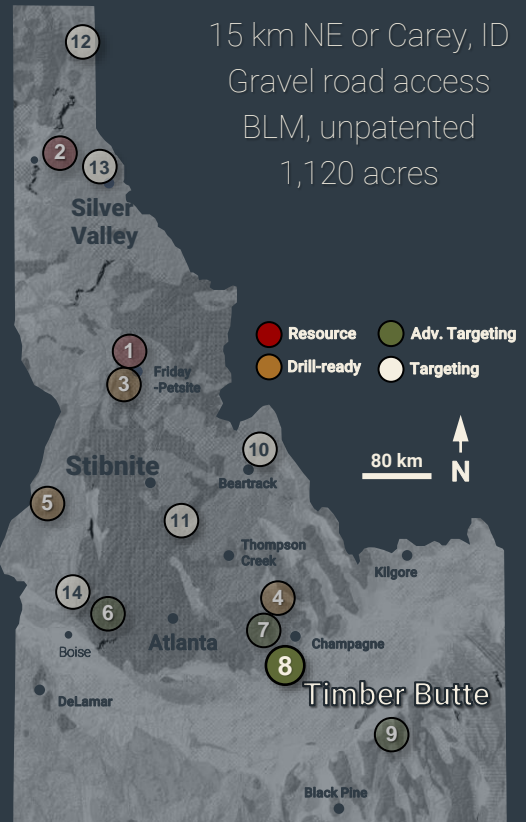 15 km NE or Carey, ID
Gravel road access
BLM, unpatented
1,120 acres
12
2
13
Silver
Valley
Resource
Adv. Targeting
Drill-ready
Targeting
1
3
Friday
-Petsite
80 km
N
10
Stibnite
Beartrack
5
11
Thompson
Creek
Kilgore
14
6
4
7
Boise
Atlanta
Champagne
8
Timber Butte
DeLamar
9
Black Pine